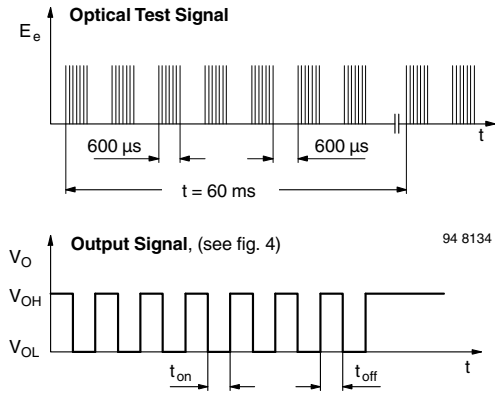 Optical Test Signal
E_e
t
600 µs
600 µs
t = 60 ms
94 8134
Output Signal, (see fig. 4)
V_O
V_OH
V_OL
t
t_on
t_off